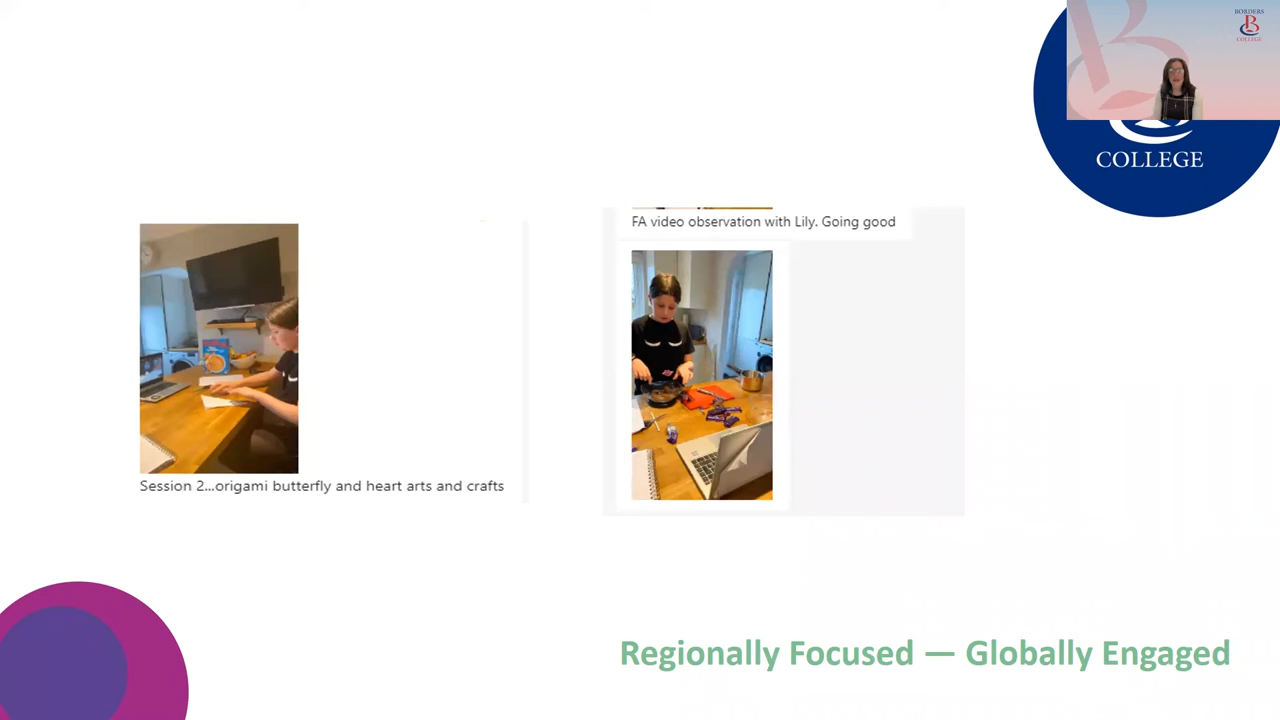 BORDERS
COLLEGE
COLLEGE
FA video observation with Lily. Going good
Session 2...origami butterfly and heart arts and crafts
Regionally Focused — Globally Engaged